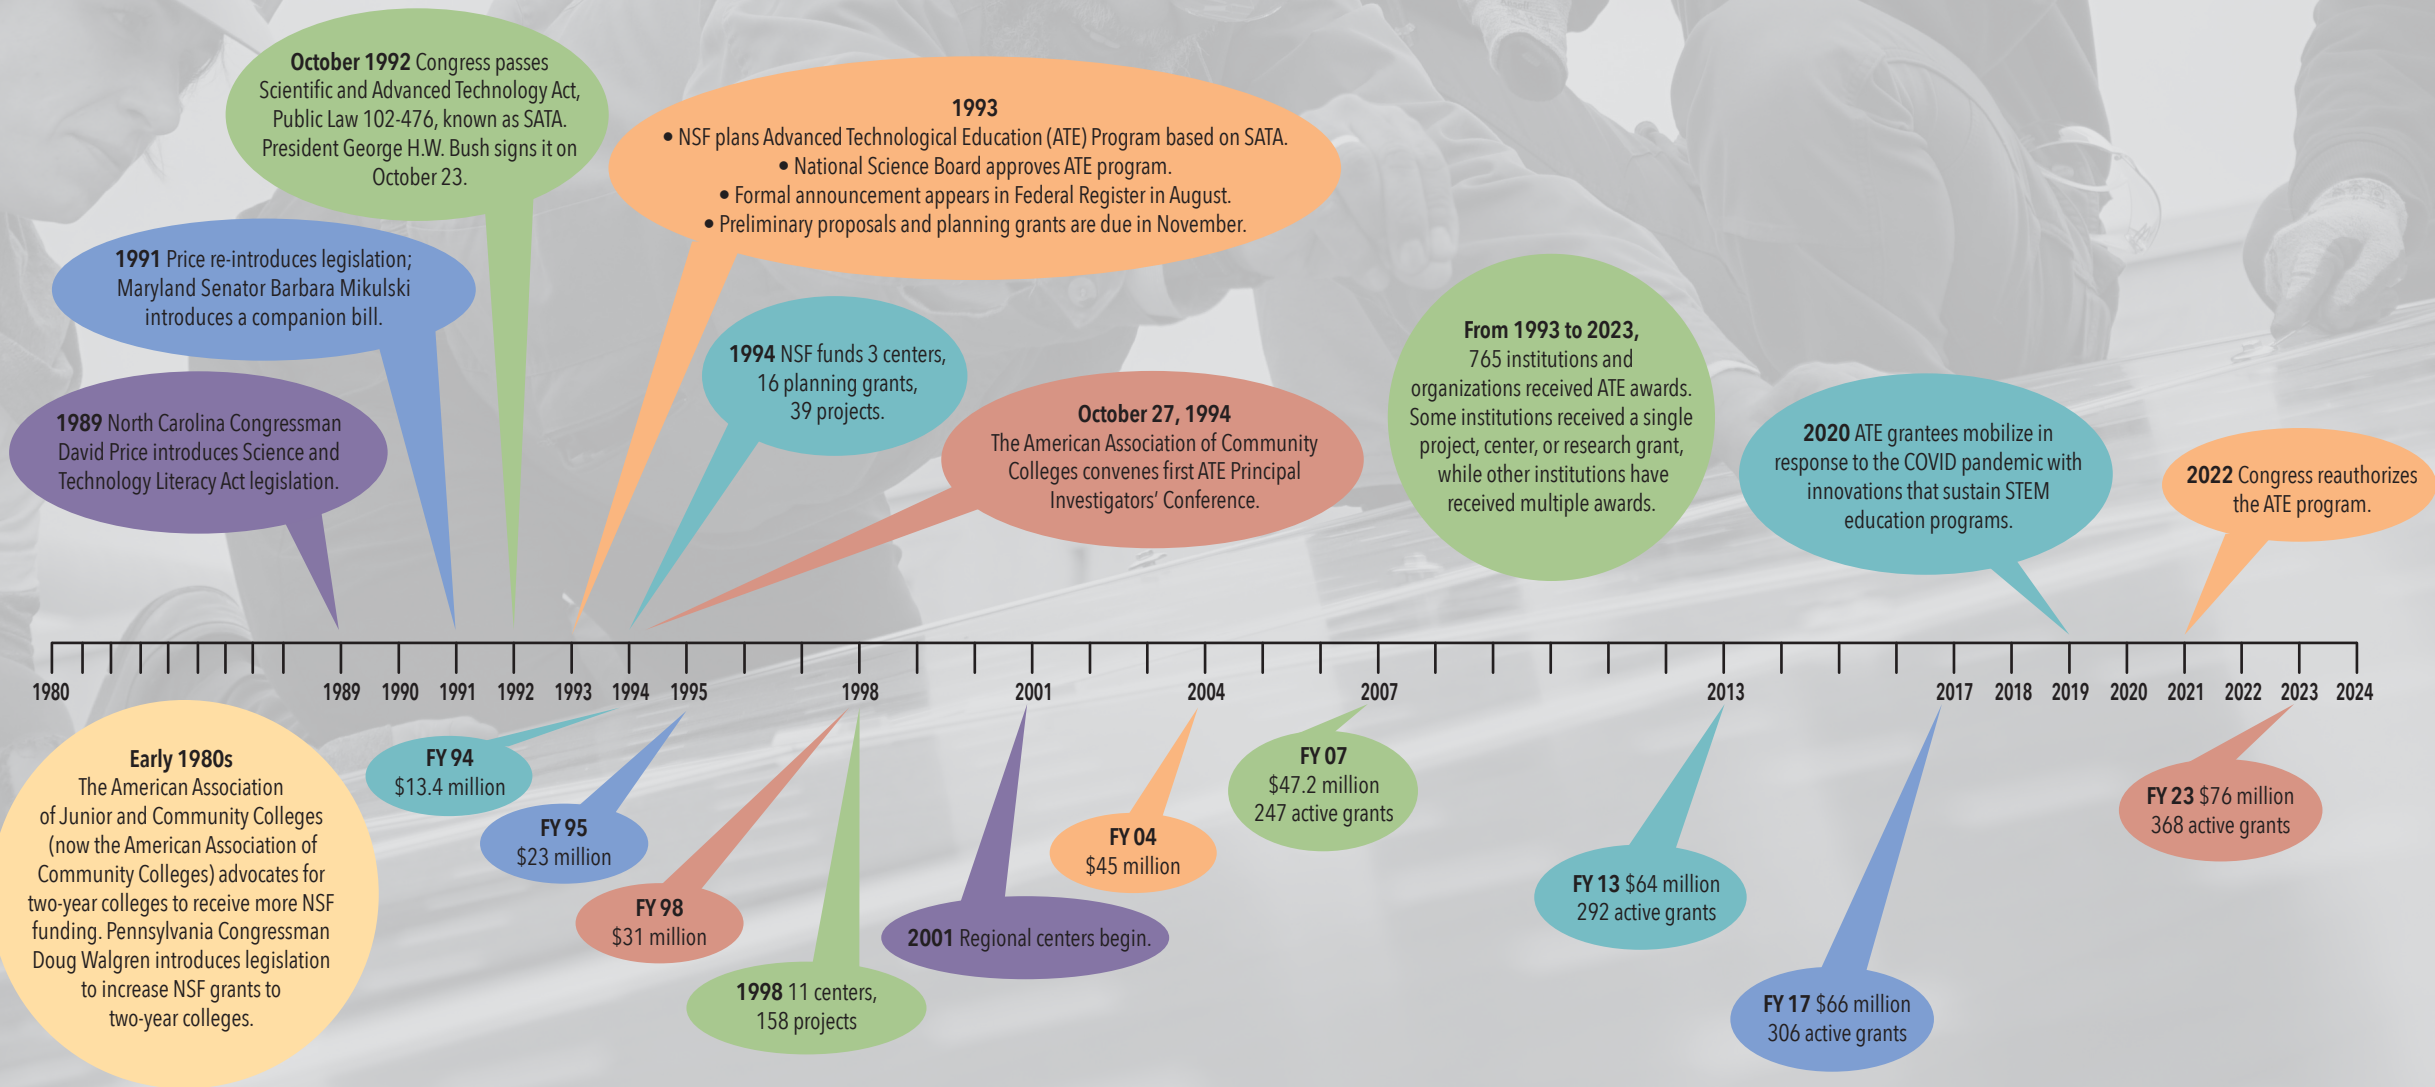 October 1992 Congress passes
Scientific and Advanced Technology Act,
Public Law 102-476, known as SATA.
President George H.W. Bush signs it on
October 23.
1993
• NSF plans Advanced Technological Education (ATE) Program based on SATA.
• National Science Board approves ATE program.
• Formal announcement appears in Federal Register in August.
• Preliminary proposals and planning grants are due in November.
1991 Price re-introduces legislation;
Maryland Senator Barbara Mikulski
introduces a companion bill.
1989 North Carolina Congressman
David Price introduces Science and
Technology Literacy Act legislation.
1994 NSF funds 3 centers,
16 planning grants,
39 projects.
October 27, 1994
The American Association of Community
Colleges convenes first ATE Principal
Investigators’ Conference.
From 1993 to 2023,
765 institutions and
organizations received ATE awards.
Some institutions received a single
project, center, or research grant,
while other institutions have
received multiple awards.
2020 ATE grantees mobilize in
response to the COVID pandemic with
innovations that sustain STEM
education programs.
2022 Congress reauthorizes
the ATE program.
1980 1989 1990 1991 1992 1993 1994 1995 1998 2001 2004 2007 2013 2017 2018 2019 2020 2021 2022 2023 2024
Early 1980s
The American Association
of Junior and Community Colleges
(now the American Association of
Community Colleges) advocates for
two-year colleges to receive more NSF
funding. Pennsylvania Congressman
Doug Walgren introduces legislation
to increase NSF grants to
two-year colleges.
FY 94
$13.4 million
FY 95
$23 million
FY 98
$31 million
1998 11 centers,
158 projects
2001 Regional centers begin.
FY 04
$45 million
FY 07
$47.2 million
247 active grants
FY 13 $64 million
292 active grants
FY 17 $66 million
306 active grants
FY 23 $76 million
368 active grants